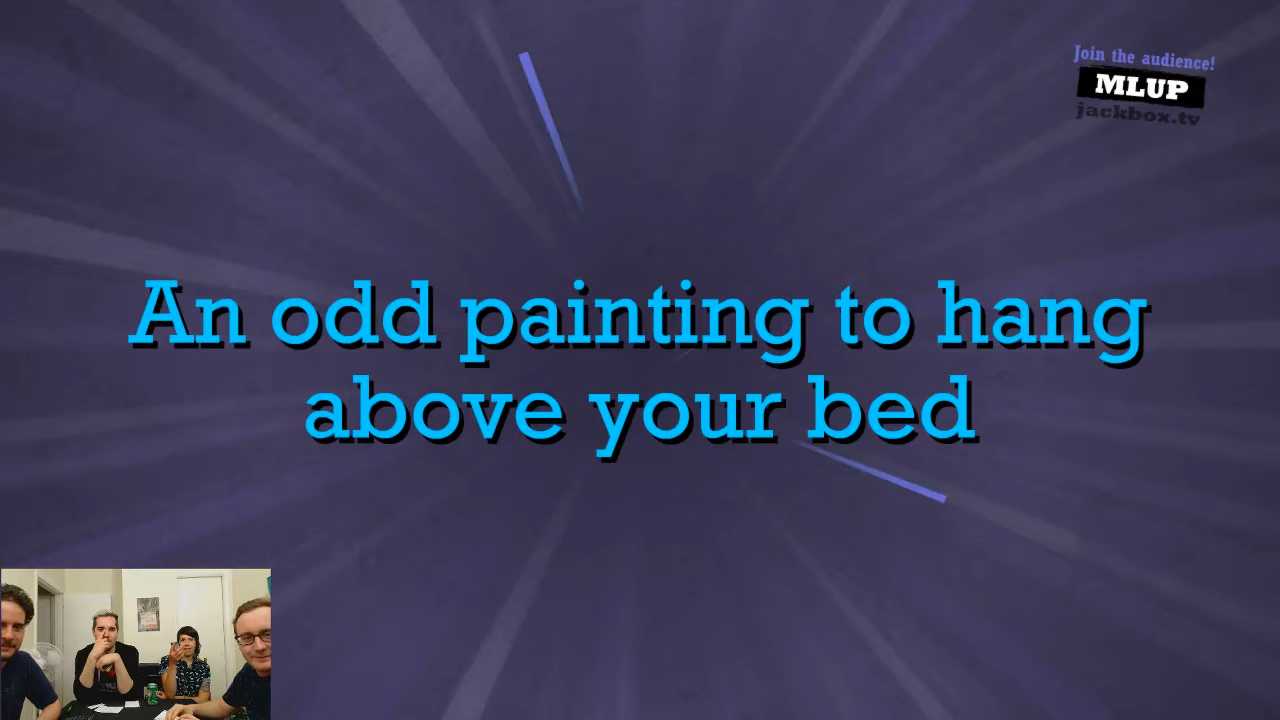 Join the audience!
MLUP
jackbox.tv
An odd painting to hang
above your bed